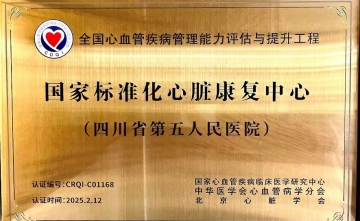 全国心血管疾病管理能力评估与提升工程
国家标准化心脏康复中心
(四川省第五人民医院)
认证编号:CRQI-C01168
认证时间:2025.2.12
国家心血管疾病临床医学研究中心
中华医学会心血管病学分会
北京心脏学会